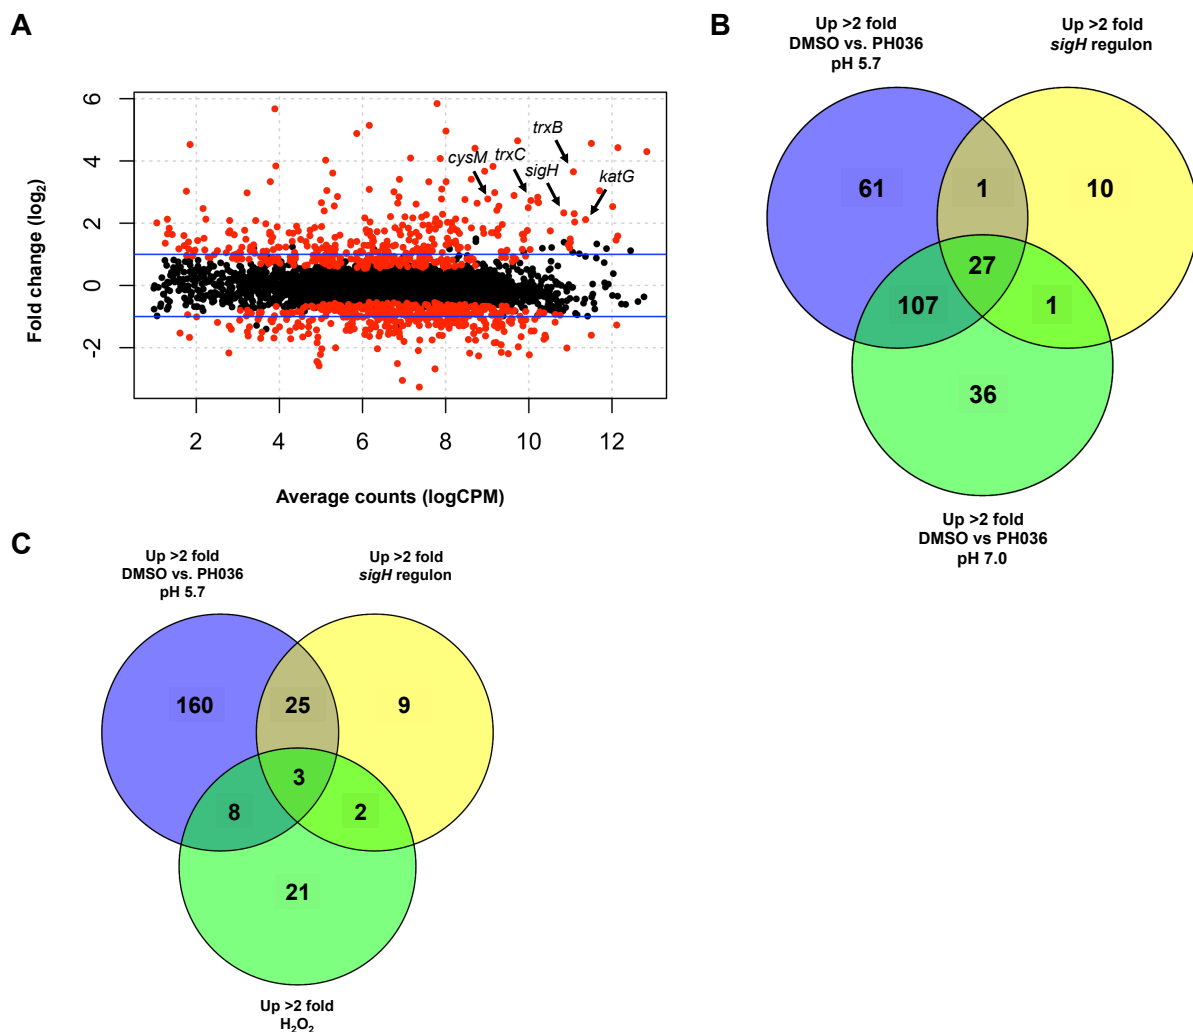 A
6
4
2
0
-2
Fold change (log2)
cysM
trxC
trxB
sigH
katG
2
4
6
8
10
12
Average counts (logCPM)
B
Up >2 fold
DMSO vs. PH036
pH 5.7
Up >2 fold
sigH regulon
61
1
10
27
107
1
36
Up >2 fold
DMSO vs PH036
pH 7.0
C
Up >2 fold
DMSO vs. PH036
pH 5.7
Up >2 fold
sigH regulon
160
25
9
3
8
2
21
Up >2 fold
H2O2